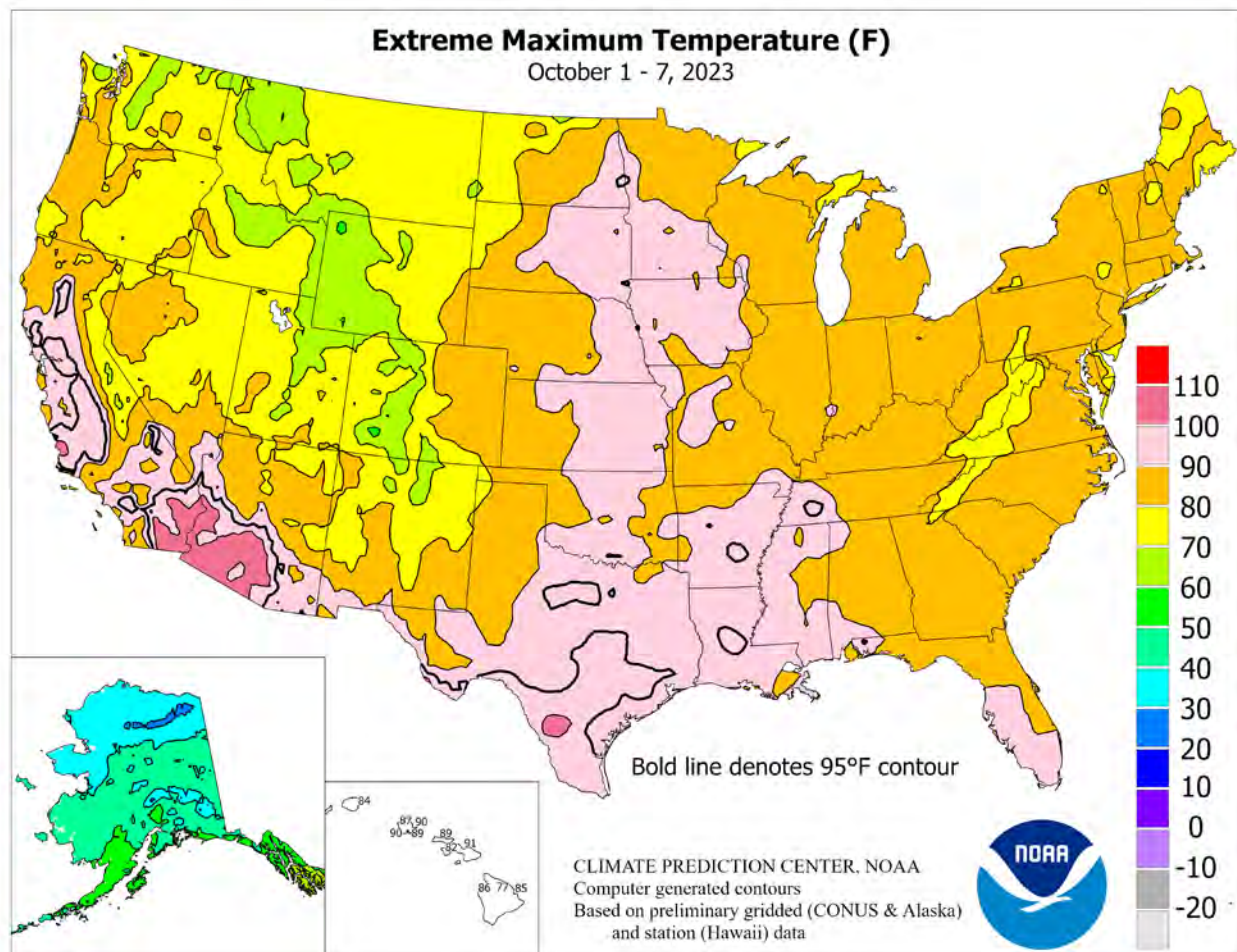 Extreme Maximum Temperature (F)
October 1 - 7, 2023
110
100
90
80
70
60
50
40
30
20
10
0
-10
-20
Bold line denotes 95°F contour
84
87 90
90 89
89
82
91
86 77 85
CLIMATE PREDICTION CENTER, NOAA
Computer generated contours
Based on preliminary gridded (CONUS & Alaska)
and station (Hawaii) data
NOAA